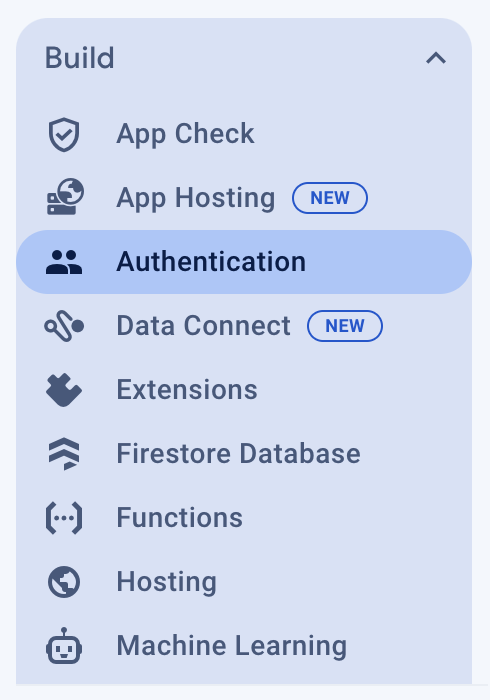 Build
App Check
App Hosting NEW
Authentication
Data Connect NEW
Extensions
Firestore Database
Functions
Hosting
Machine Learning